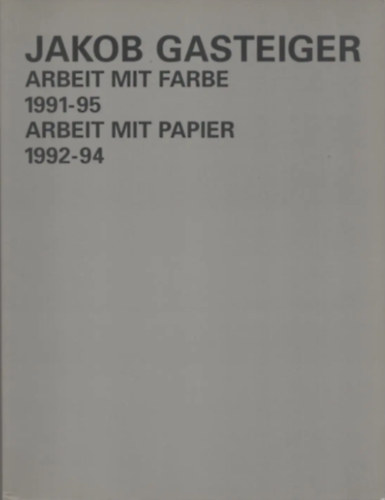 JAKOB GASTEIGER
ARBEIT MIT FARBE
1991-95
ARBEIT MIT PAPIER
1992-94